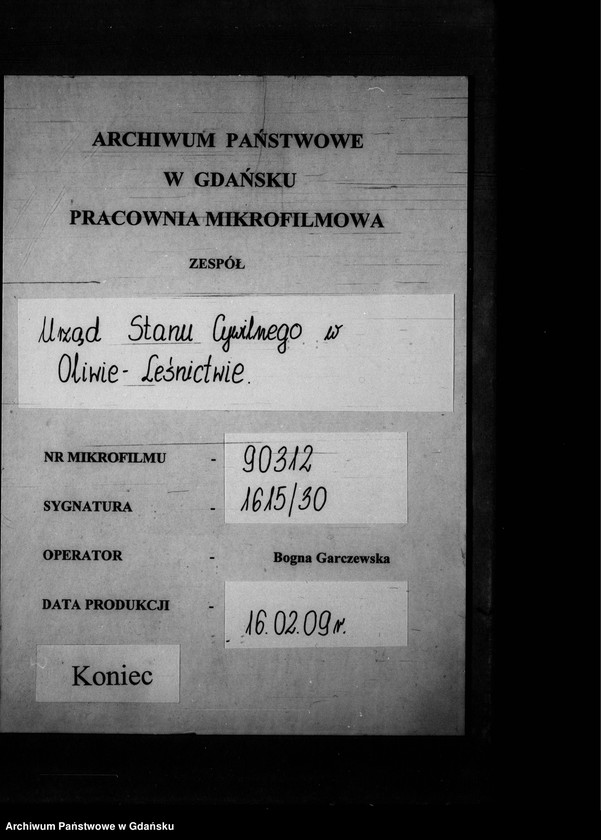 ARCHIWUM PAŃSTWOWE
W GDAŃSKU
PRACOWNIA MIKROFILMOWA
ZESPÓŁ
Urząd Stanu Cywilnego w
Oliwie - Leśnictwie.
NR MIKROFILMU - 90312
SYGNATURA - 1615/30
OPERATOR - Bogna Garczewska
DATA PRODUKCJI - 16.02.09r.
Koniec
Archiwum Państwowe w Gdańsku